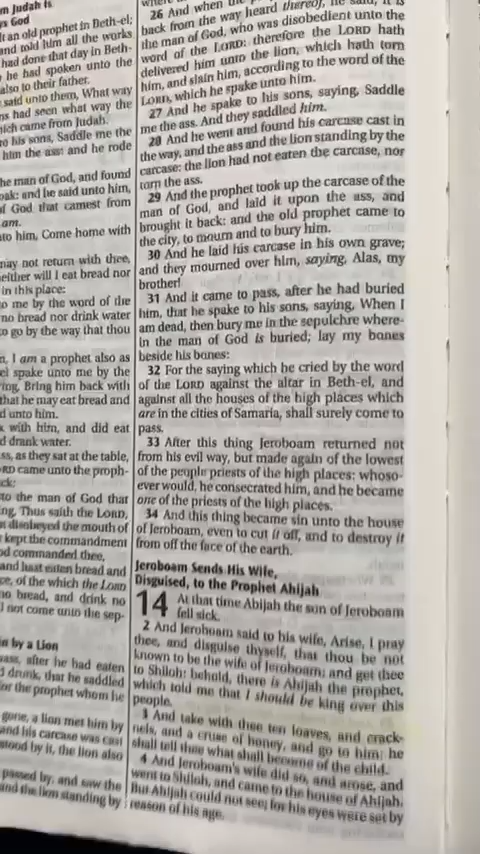 m Judah is
ys God
lt an old prophet in Beth-el;
and told him all the works
had done that day in Beth-
he had spoken unto the
also to their father.
said unto them, What way
ns had seen what way the
hich came from Judah.
to his sons, Saddle me the
him the ass: and he rode
he man of God, and found
oak: and he said unto him,
of God that camest from
am.
to him, Come home with
may not return with thee,
either will I eat bread nor
in this place:
o me by the word of the
no bread nor drink water
to go by the way that thou
n, I am a prophet also as
el spake unto me by the
ing, Bring him back with
that he may eat bread and
d unto him.
k with him, and did eat
d drank water.
ss, as they sat at the table,
RD came unto the proph-
ck:
to the man of God that
ing, Thus saith the LORD,
s disobeyed the mouth of
kept the commandment
od commanded thee,
and hast eaten bread and
ce, of the which the LORD
no bread, and drink no
l not come unto the sep-
n by a Lion
pass, after he had eaten
d drunk, that he saddled
for the prophet whom he
gone, a lion met him by
and his carcase was cast
stood by it, the lion also
passed by, and saw the
and the lion standing by
26 And when the
back from the way heard thereof, he said, It is
the man of God, who was disobedient unto the
word of the LORD: therefore the LORD hath
delivered him unto the lion, which hath torn
him, and slain him, according to the word of the
LORD, which he spake unto him.
27 And he spake to his sons, saying, Saddle
me the ass. And they saddled him.
28 And he went and found his carcase cast in
the way, and the ass and the lion standing by the
carcase: the lion had not eaten the carcase, nor
torn the ass.
29 And the prophet took up the carcase of the
man of God, and laid it upon the ass, and
brought it back: and the old prophet came to
the city, to mourn and to bury him.
30 And he laid his carcase in his own grave;
and they mourned over him, saying, Alas, my
brother!
31 And it came to pass, after he had buried
him, that he spake to his sons, saying, When I
am dead, then bury me in the sepulchre where-
in the man of God is buried; lay my bones
beside his bones:
32 For the saying which he cried by the word
of the LORD against the altar in Beth-el, and
against all the houses of the high places which
are in the cities of Samaria, shall surely come to
pass.
33 After this thing Jeroboam returned not
from his evil way, but made again of the lowest
of the people priests of the high places: whoso-
ever would, he consecrated him, and he became
one of the priests of the high places.
34 And this thing became sin unto the house
of Jeroboam, even to cut it off, and to destroy it
from off the face of the earth.
Jeroboam Sends His Wife,
Disguised, to the Prophet Ahijah
14 At that time Abijah the son of Jeroboam
fell sick.
2 And Jeroboam said to his wife, Arise, I pray
thee, and disguise thyself, that thou be not
known to be the wife of Jeroboam; and get thee
to Shiloh: behold, there is Ahijah the prophet,
which told me that I should be king over this
people.
3 And take with thee ten loaves, and crack-
nels, and a cruse of honey, and go to him: he
shall tell thee what shall become of the child.
4 And Jeroboam's wife did so, and arose, and
went to Shiloh, and came to the house of Ahijah.
But Ahijah could not see; for his eyes were set by
reason of his age.